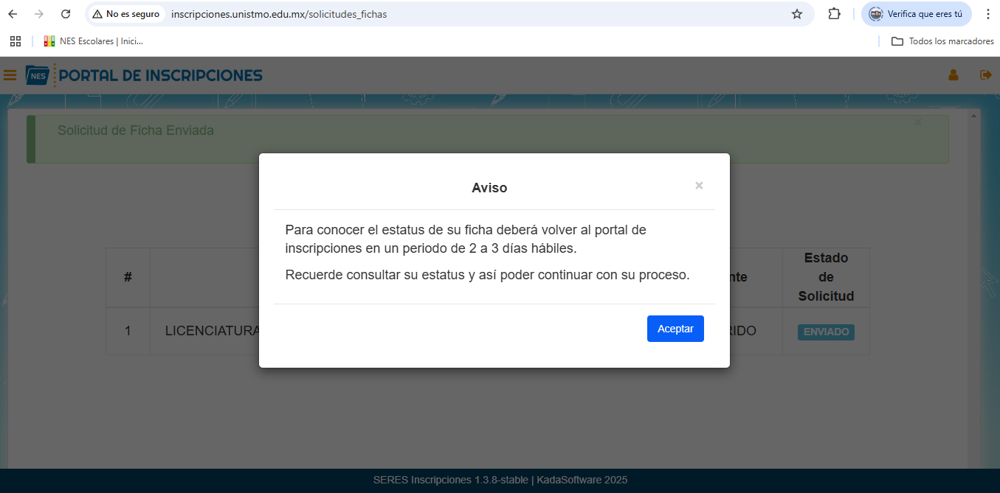 No es seguro
inscripciones.unistmo.edu.mx/solicitudes_fichas
Verifica que eres tú
NES Escolares | Inici...
Todos los marcadores
NES PORTAL DE INSCRIPCIONES
Solicitud de Ficha Enviada
Aviso
Para conocer el estatus de su ficha deberá volver al portal de
inscripciones en un periodo de 2 a 3 días hábiles.
Recuerde consultar su estatus y así poder continuar con su proceso.
Aceptar
#
Estado
de
Solicitud
1
LICENCIATURA
ENVIADO
SERES Inscripciones 1.3.8-stable | KadaSoftware 2025